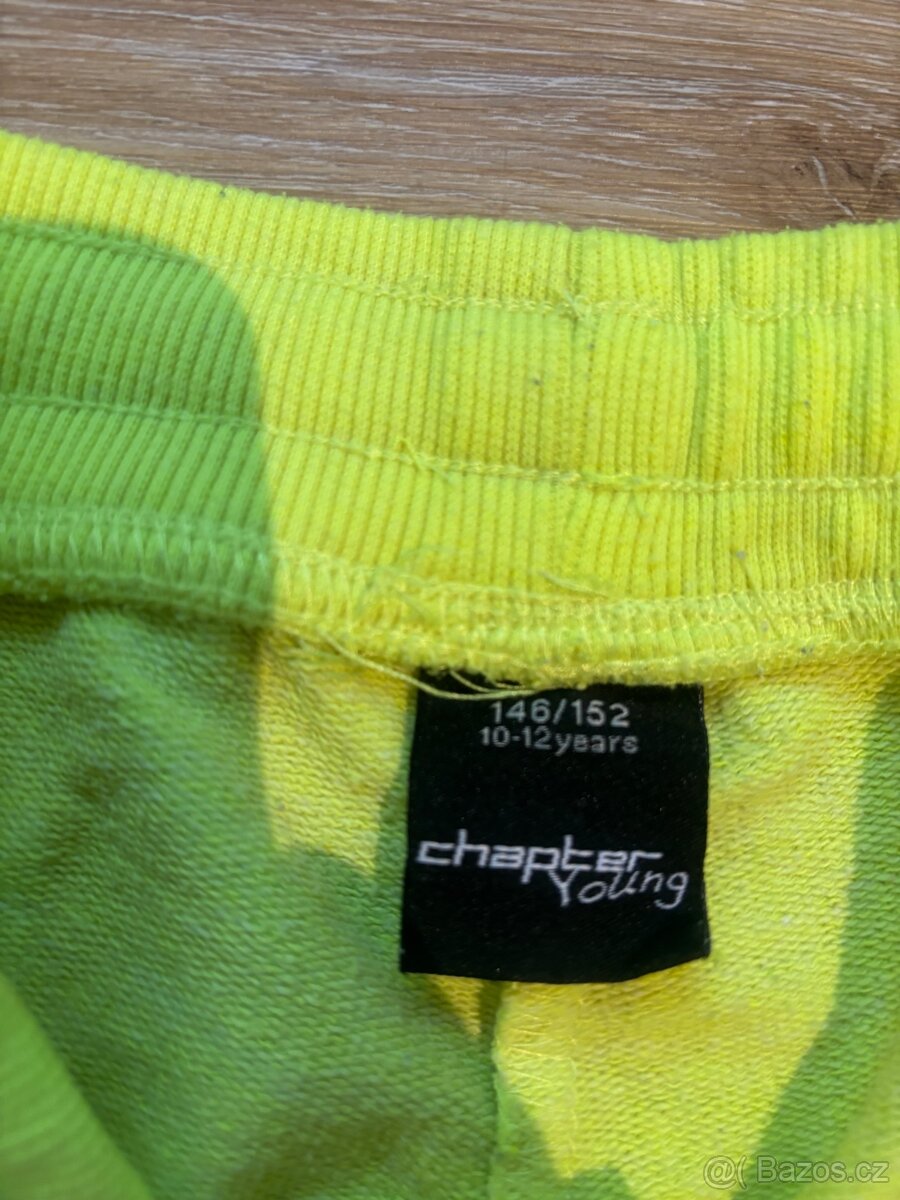 146/152
10-12years
chapter
Young
@( Bazos.cz